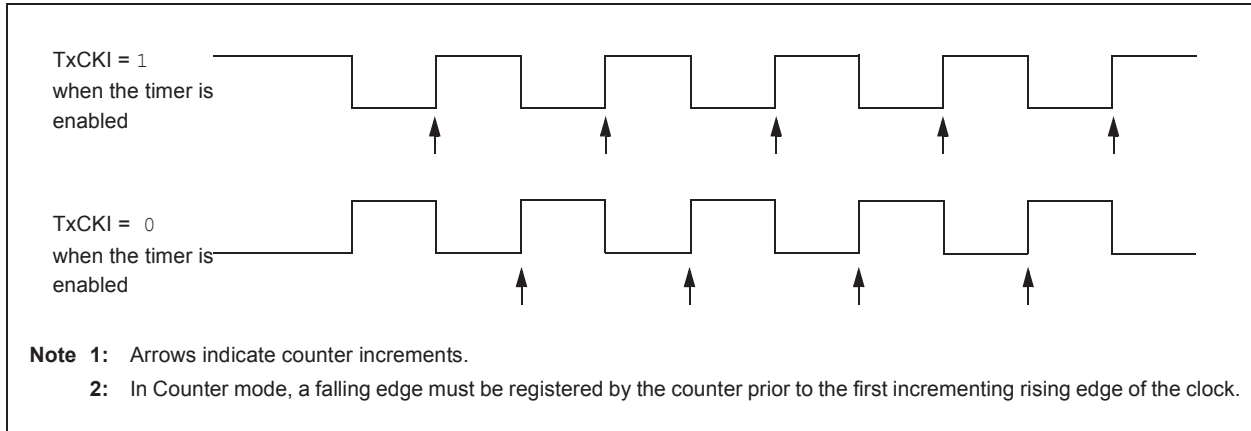 TxCKI = 1
when the timer is
enabled
TxCKI = 0
when the timer is
enabled
Note 1: Arrows indicate counter increments.
2: In Counter mode, a falling edge must be registered by the counter prior to the first incrementing rising edge of the clock.